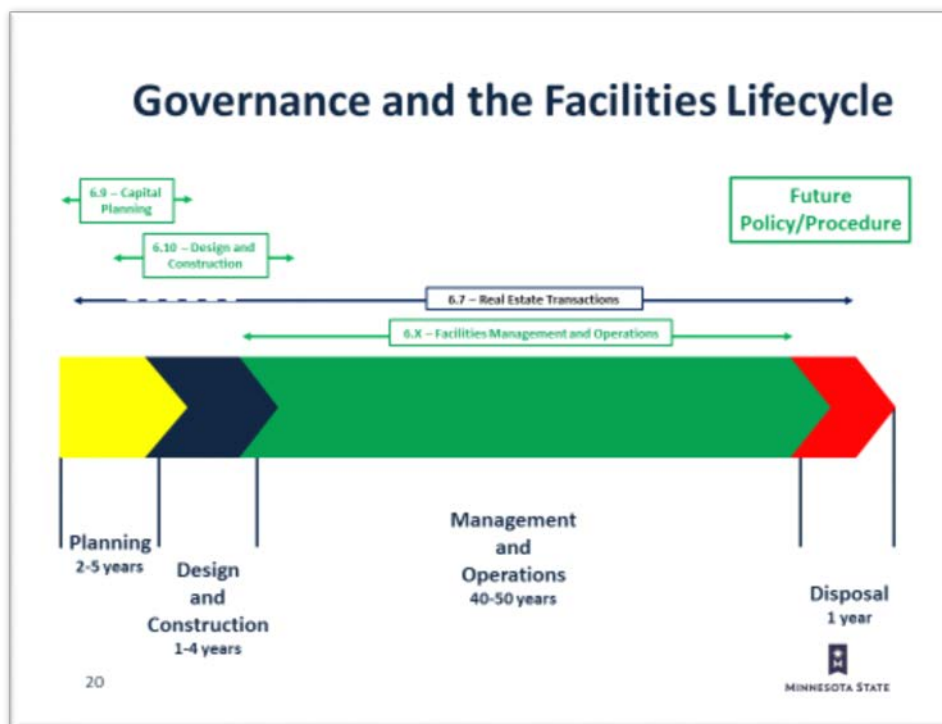 Governance and the Facilities Lifecycle
6.9 – Capital
Planning
Future
Policy/Procedure
6.10 – Design and
Construction
6.7 – Real Estate Transactions
6.X – Facilities Management and Operations
Planning
2-5 years
Design
and
Construction
1-4 years
Management
and
Operations
40-50 years
Disposal
1 year
20
M
MINNESOTA STATE